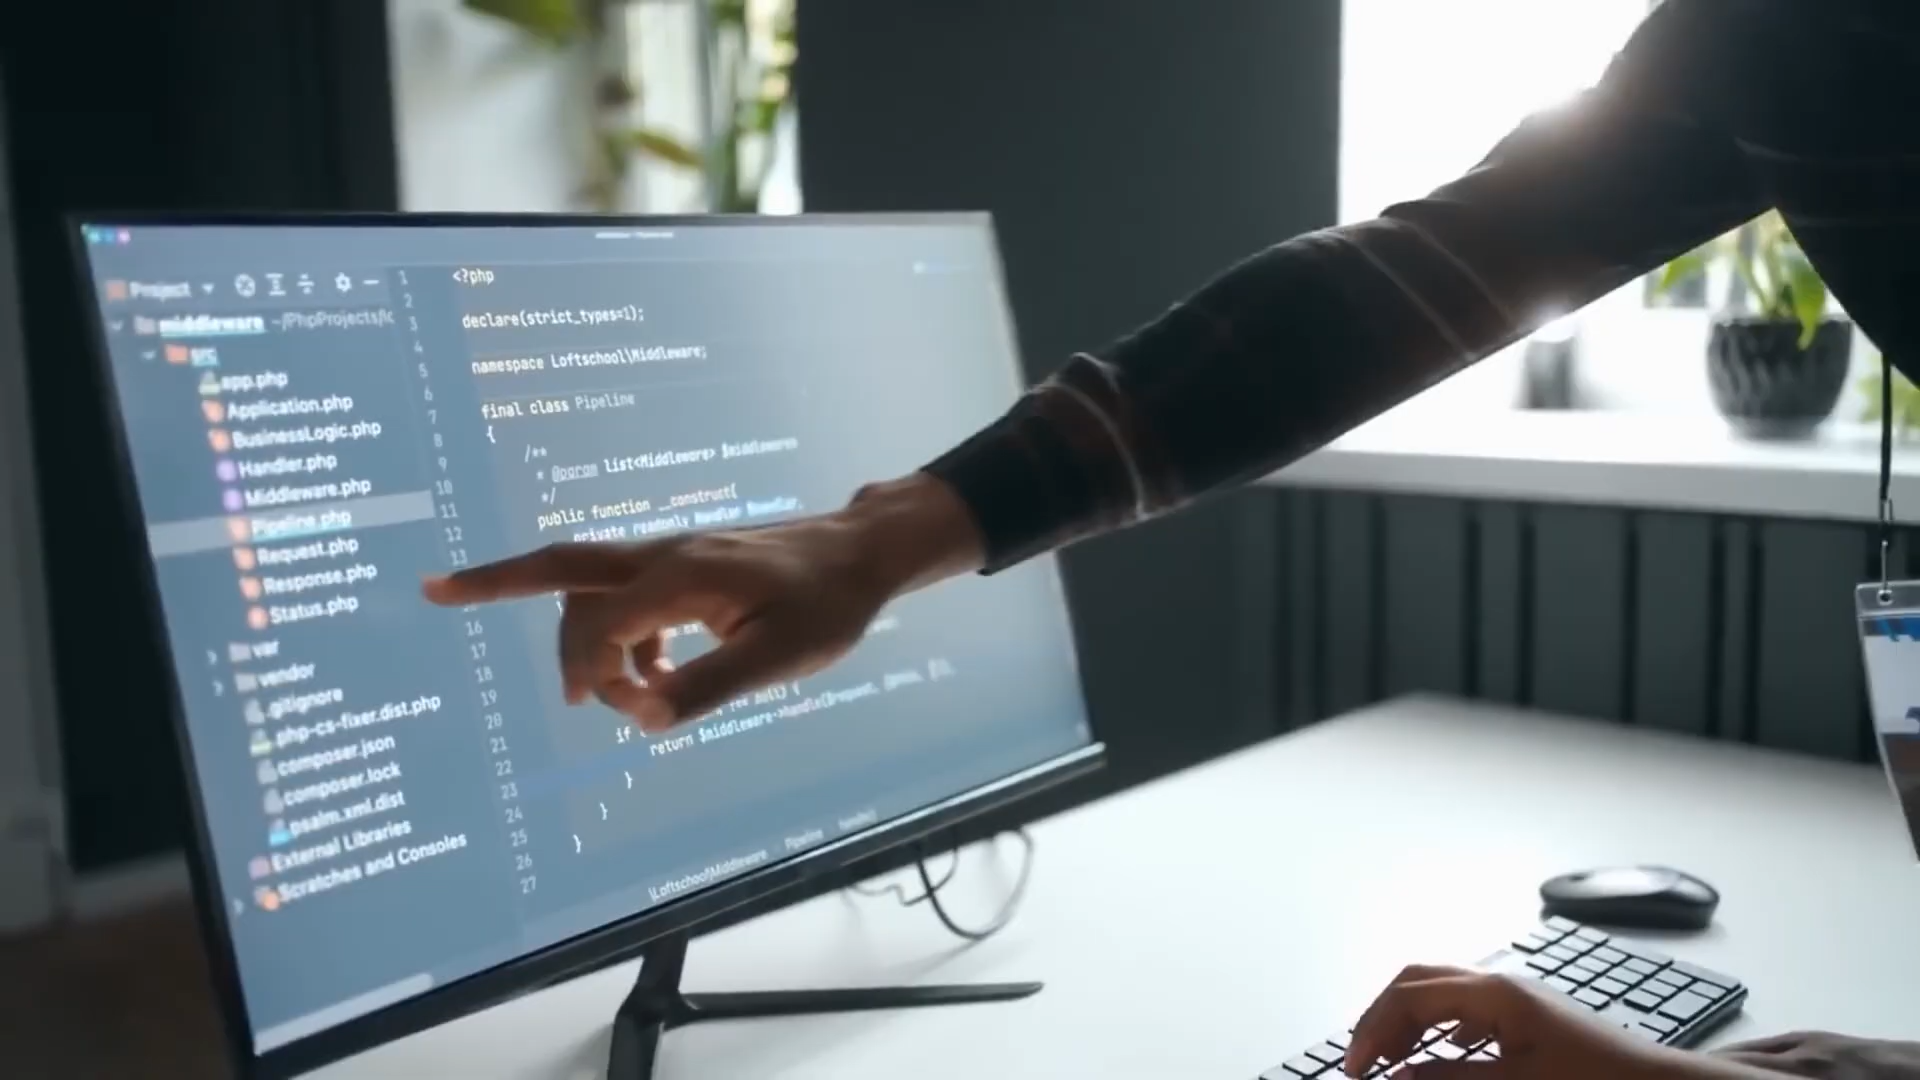 Project
middleware ~/PhpProjects/lo
src
app.php
Application.php
BusinessLogic.php
Handler.php
Middleware.php
Pipeline.php
Request.php
Response.php
Status.php
var
vendor
.gitignore
.php-cs-fixer.dist.php
composer.json
composer.lock
psalm.xml.dist
External Libraries
Scratches and Consoles
1 <?php
2
3 declare(strict_types=1);
4
5 namespace Loftschool\Middleware;
6
7 final class Pipeline
8 {
9 /**
10 * @param list<Middleware> $middlewares
11 */
12 public function __construct(
13 private readonly Handler $handler,
16
17
18
19
20
21 if
22 return $middleware->handle($request,
23 }
24 }
25 }
26
27
\Loftschool\Middleware Pipeline handle()